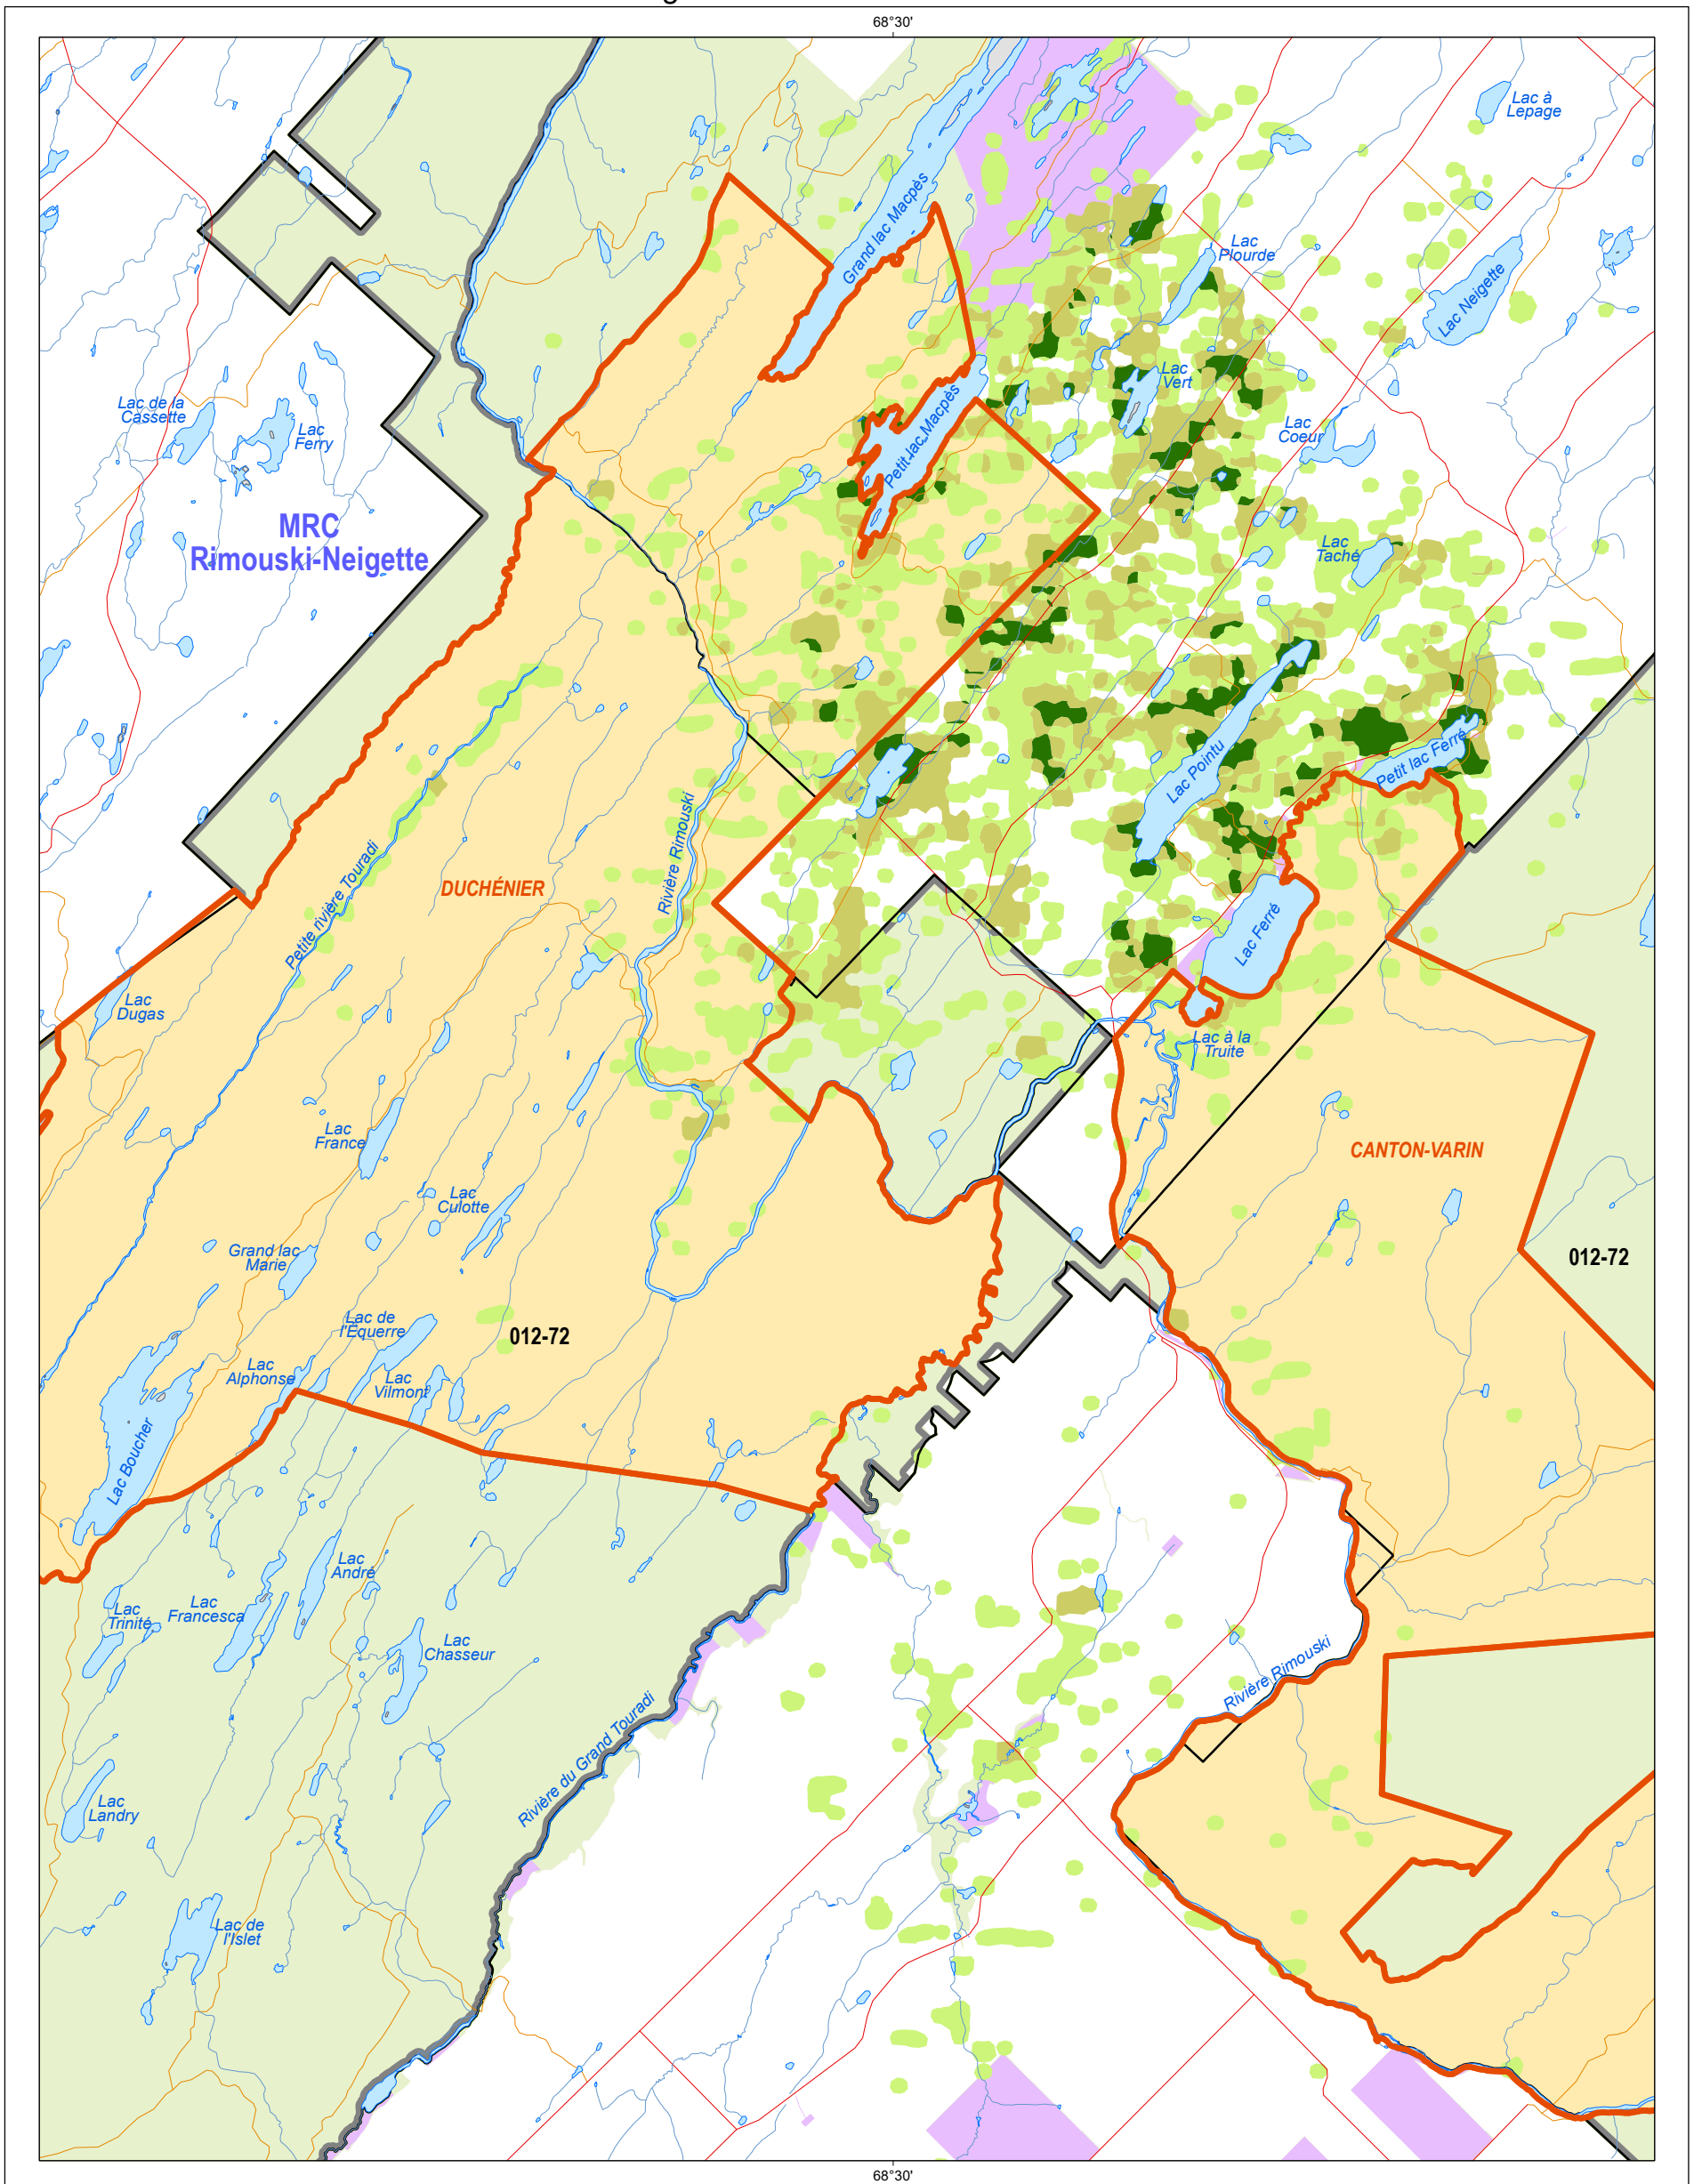 68°30'
Lac à
Lepage
Grand lac Macpès
Lac
Plourde
Lac Neigette
Lac
Vert
Lac de la
Cassette
Lac
Ferry
Petit lac Macpès
Lac
Coeur
MRC
Rimouski-Neigette
Lac
Taché
Lac Pointu
Petit lac Ferré
Rivière Rimouski
Petite rivière Touradi
DUCHÉNIER
Lac Ferré
Lac
Dugas
Lac à la
Truite
Lac
France
CANTON-VARIN
Lac
Culotte
Grand lac
Marie
012-72
Lac de
l'Équerre
012-72
Lac
Alphonse
Lac
Vilmont
Lac Boucher
Lac
André
Lac
Trinité
Lac
Francesca
Lac
Chasseur
Rivière Rimouski
Rivière du Grand Touradi
Lac
Landry
Lac de
l'Islet
68°30'